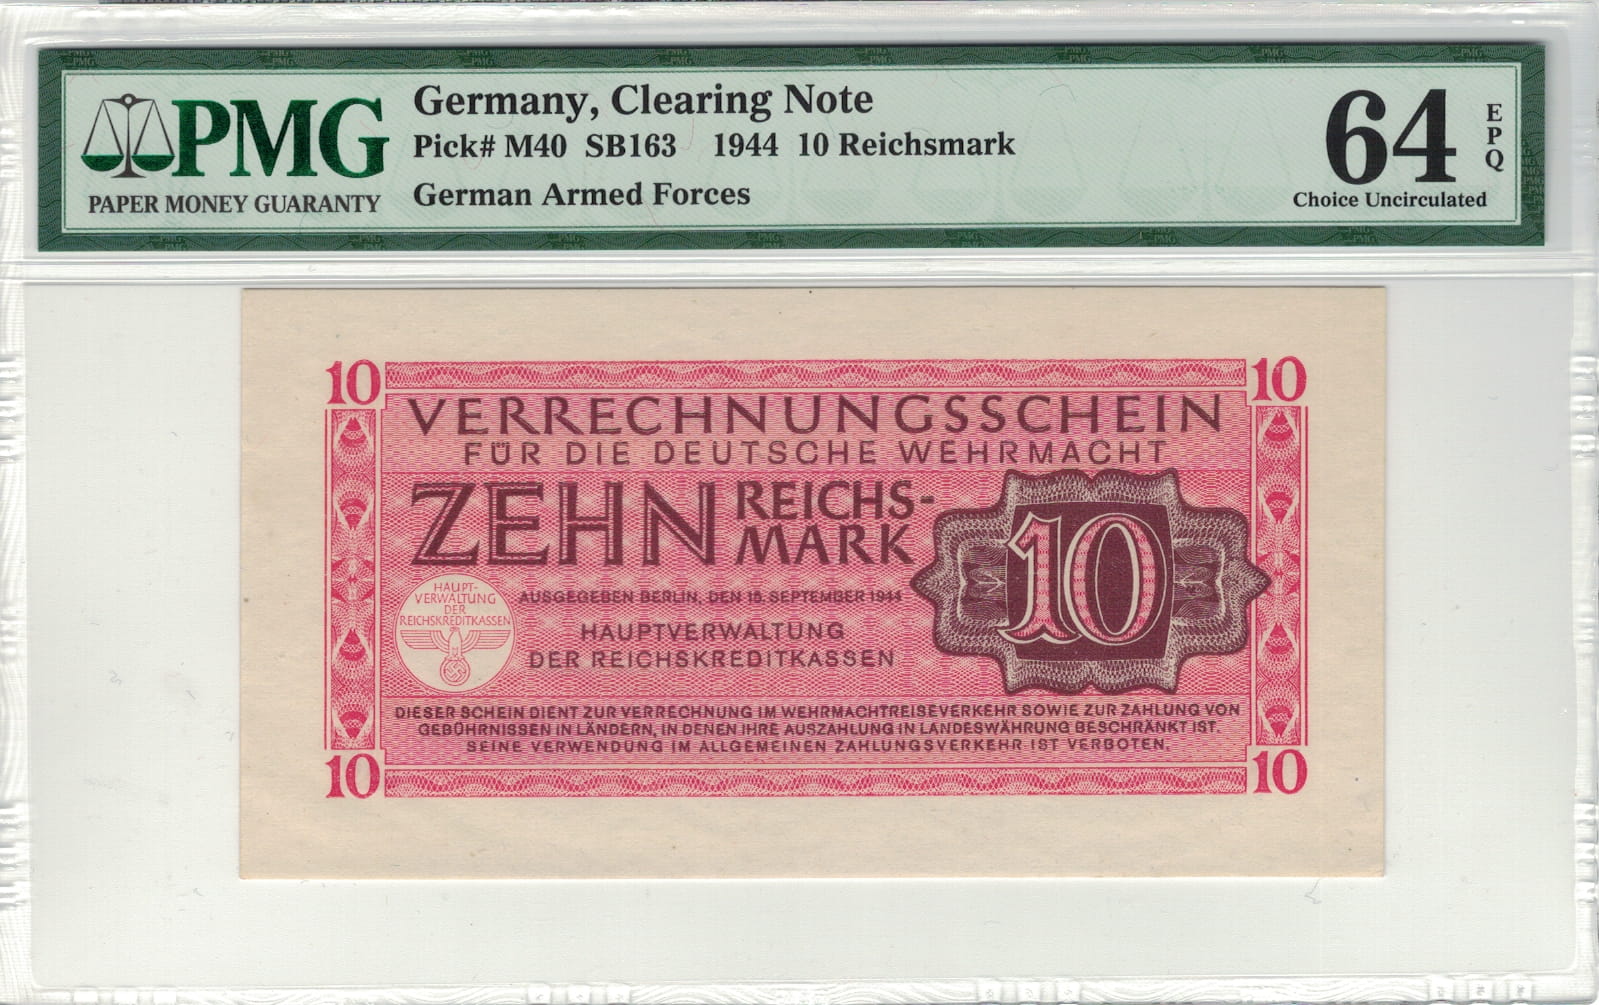 PMG
PAPER MONEY GUARANTY
Germany, Clearing Note
Pick# M40 SB163 1944 10 Reichsmark
German Armed Forces
64 EPQ
Choice Uncirculated
10 10
VERRECHNUNGSSCHEIN
FÜR DIE DEUTSCHE WEHRMACHT
ZEHN REICHS-
MARK
10
HAUPT-
VERWALTUNG
DER
REICHSKREDITKASSEN
AUSGEGEBEN BERLIN, DEN 15. SEPTEMBER 1944
HAUPTVERWALTUNG
DER REICHSKREDITKASSEN
DIESER SCHEIN DIENT ZUR VERRECHNUNG IM WEHRMACHTREISEVERKEHR SOWIE ZUR ZAHLUNG VON
GEBÜHRNISSEN IN LÄNDERN, IN DENEN IHRE AUSZAHLUNG IN LANDESWÄHRUNG BESCHRÄNKT IST.
SEINE VERWENDUNG IM ALLGEMEINEN ZAHLUNGSVERKEHR IST VERBOTEN.
10 10